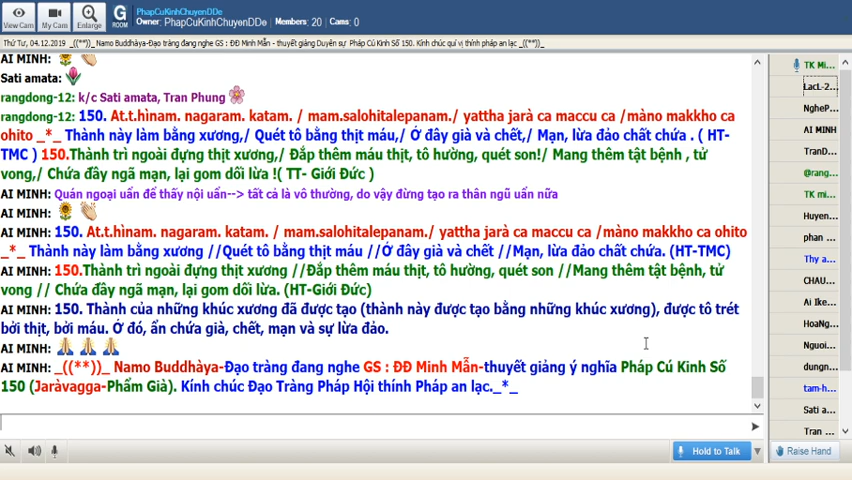 PhapCuKinhChuyenDDe
Owner: PhapCuKinhChuyenDDe Members: 20 Cams: 0
View Cam My Cam Enlarge G ROOM
Thứ Tư, 04.12.2019 _((**))_ Namo Buddhàya-Đạo tràng đang nghe GS : ĐĐ Minh Mẫn - thuyết giảng Duyên sự Pháp Cú Kinh Số 150. Kính chúc quí vị thính pháp an lạc _((**))_
AI MINH:
Sati amata:
rangdong-12: k/c Sati amata, Tran Phung
rangdong-12: 150. At.t.hìnam. nagaram. katam. / mam.salohitalepanam./ yattha jarà ca maccu ca /màno makkho ca
ohito _*_ Thành này làm bằng xương,/ Quét tô bằng thịt máu,/ Ở đây già và chết,/ Mạn, lừa đảo chất chứa . ( HT-
TMC ) 150.Thành trì ngoài đựng thịt xương,/ Đắp thêm máu thịt, tô hường, quét son!/ Mang thêm tật bệnh , tử
vong,/ Chứa đây ngã mạn, lại gom dối lừa !( TT- Giới Đức )
AI MINH: Quán ngoại uẩn để thấy nội uẩn--> tất cả là vô thường, do vậy đừng tạo ra thân ngũ uẩn nữa
AI MINH:
AI MINH: 150. At.t.hìnam. nagaram. katam. / mam.salohitalepanam./ yattha jarà ca maccu ca /màno makkho ca ohito
_*_ Thành này làm bằng xương //Quét tô bằng thịt máu //Ở đây già và chết //Mạn, lừa đảo chất chứa. (HT-TMC)
AI MINH: 150.Thành trì ngoài đựng thịt xương //Đắp thêm máu thịt, tô hường, quét son //Mang thêm tật bệnh, tử
vong // Chứa đây ngã mạn, lại gom dối lừa. (HT-Giới Đức)
AI MINH: 150. Thành của những khúc xương đã được tạo (thành này được tạo bằng những khúc xương), được tô trét
bởi thịt, bởi máu. Ở đó, ẩn chứa già, chết, mạn và sự lừa đảo.
AI MINH:
AI MINH: _((**))_ Namo Buddhàya-Đạo tràng đang nghe GS : ĐĐ Minh Mẫn-thuyết giảng ý nghĩa Pháp Cú Kinh Số
150 (Jaràvagga-Phẩm Già). Kính chúc Đạo Tràng Pháp Hội thính Pháp an lạc._*_
TK Mi...
LacL-2...
NgheP...
AI MINH
TranD...
@rang...
TK mi...
Huyen...
phan ...
Thy a...
CHAU...
Ai Ike...
HoaNg...
Nguoi...
dungn...
tam-h...
Sati a...
Tran ...
Hold to Talk
Raise Hand